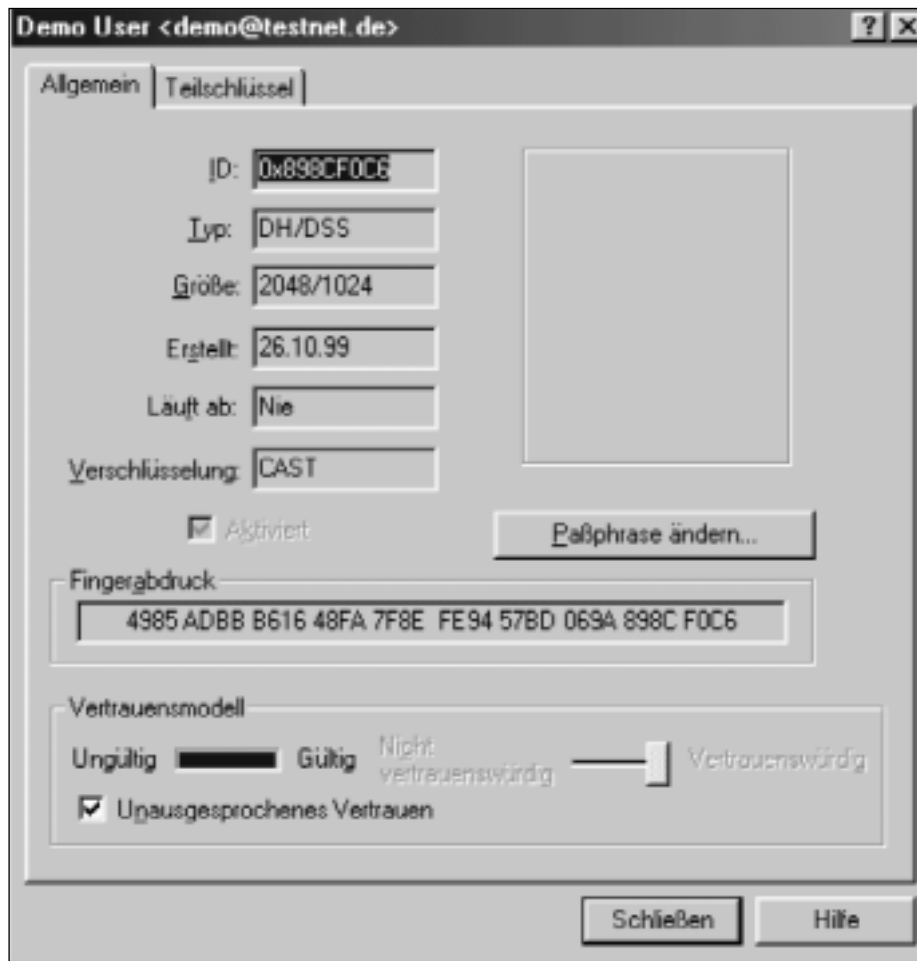 Demo User <demo@testnet.de>
Allgemein Teilschlüssel
ID: 0x898CF0C6
Typ: DH/DSS
Größe: 2048/1024
Erstellt: 26.10.99
Läuft ab: Nie
Verschlüsselung: CAST
Aktiviert
Paßphrase ändern...
Fingerabdruck
4985 ADBB B616 48FA 7F8E FE94 57BD 069A 898C F0C6
Vertrauensmodell
Ungültig Gültig Nicht vertrauenswürdig Vertrauenswürdig
Unausgesprochenes Vertrauen
Schließen Hilfe